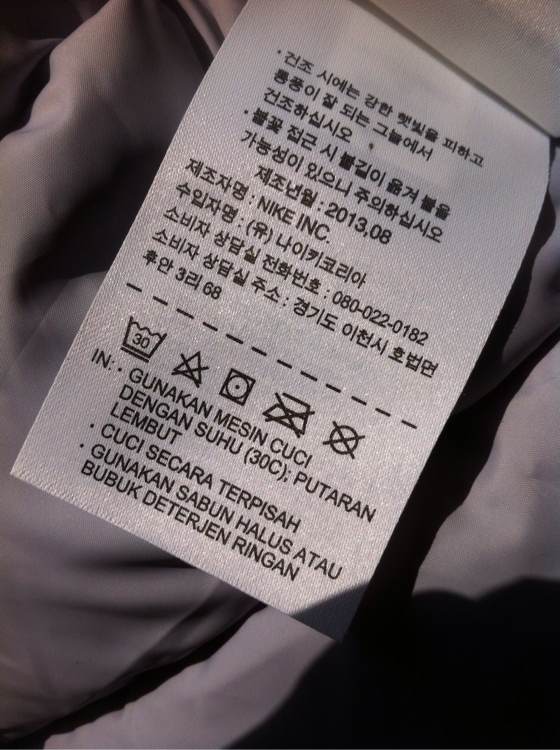 · 건조 시에는 강한 햇빛을 피하고
통풍이 잘 되는 그늘에서
건조하십시오
· 불꽃 접근 시 불길이 옮겨 붙을
가능성이 있으니 주의하십시오
제조년월 : 2013,08
제조자명 : NIKE INC.
수입자명 : (유) 나이키코리아
소비자 상담실 전화번호 : 080-022-0182
소비자 상담실 주소 : 경기도 이천시 호법면
후안 3리 68
30
IN: · GUNAKAN MESIN CUCI
DENGAN SUHU (30C); PUTARAN
LEMBUT
· CUCI SECARA TERPISAH
· GUNAKAN SABUN HALUS ATAU
BUBUK DETERJEN RINGAN